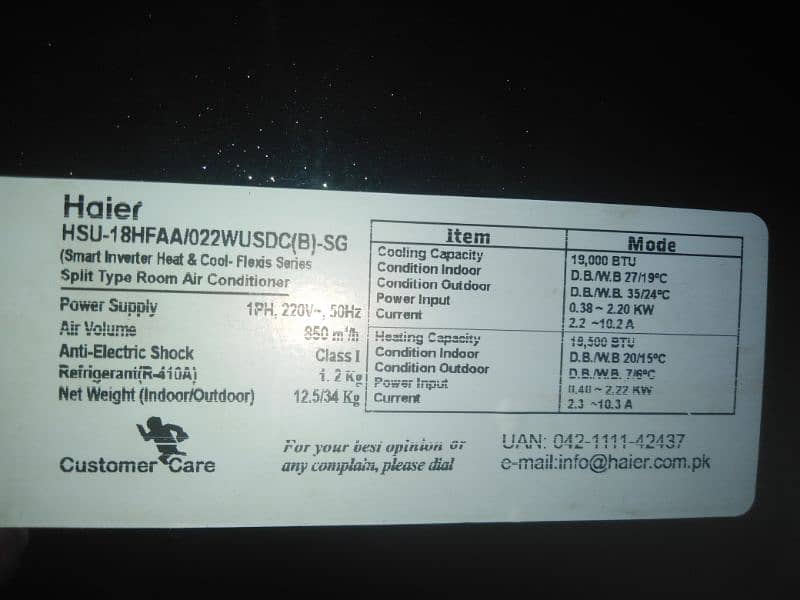 Haier
HSU-18HFAA/022WUSDC(B)-SG
(Smart Inverter Heat & Cool- Flexis Series
Split Type Room Air Conditioner
Power Supply 1PH, 220V~, 50Hz
Air Volume 850 m³/h
Anti-Electric Shock Class I
Refrigerant(R-410A) 1.2 Kg
Net Weight (Indoor/Outdoor) 12.5/34 Kg
Item Mode
Cooling Capacity 18,000 BTU
Condition Indoor D.B./W.B 27/19°C
Condition Outdoor D.B./W.B. 35/24°C
Power Input 0.38~ 2.20 KW
Current 2.2 ~10.2 A
Heating Capacity 18,500 BTU
Condition Indoor D.B./W.B 20/15°C
Condition Outdoor D.B./W.B. 7/6°C
Power Input 0.40 ~ 2.22 KW
Current 2.3 ~10.3 A
Customer Care
For your best opinion or
any complain, please dial
UAN: 042-1111-42437
e-mail:info@haier.com.pk